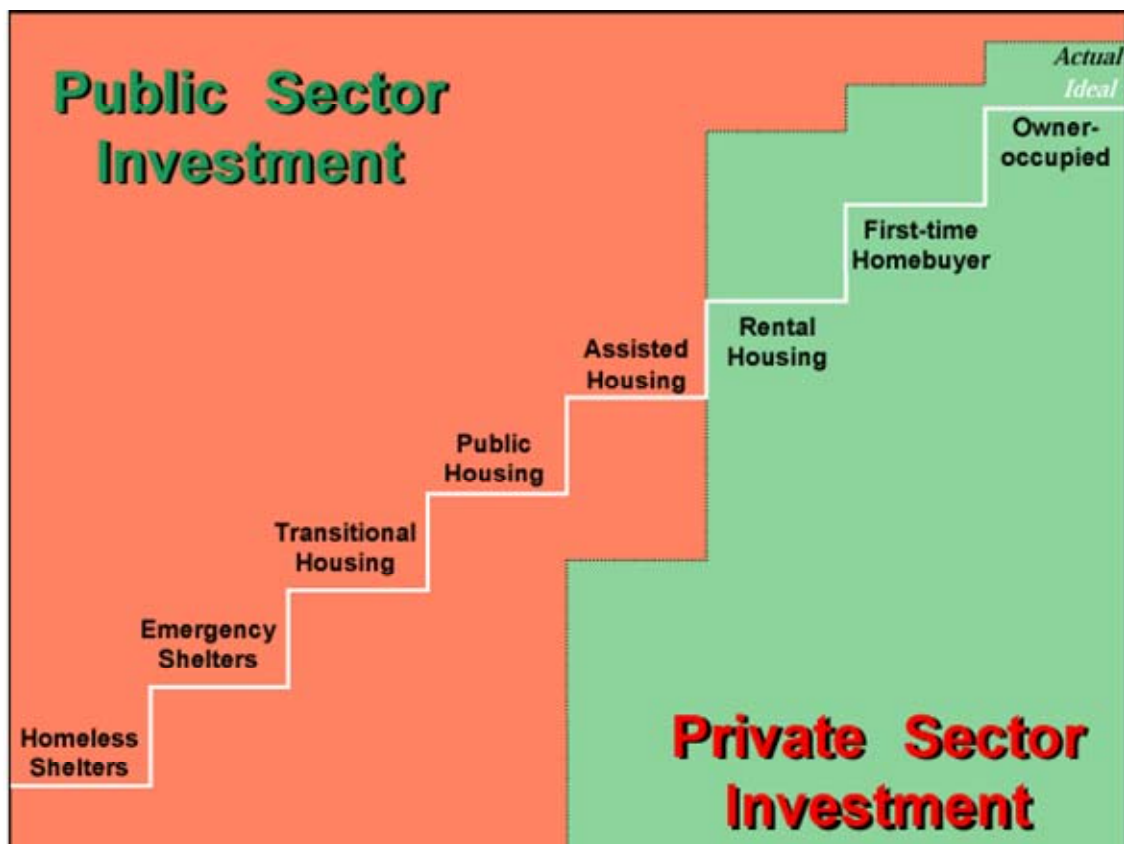 Public Sector
Investment
Actual
Ideal
Owner-
occupied
First-time
Homebuyer
Rental
Housing
Assisted
Housing
Public
Housing
Transitional
Housing
Emergency
Shelters
Homeless
Shelters
Private Sector
Investment